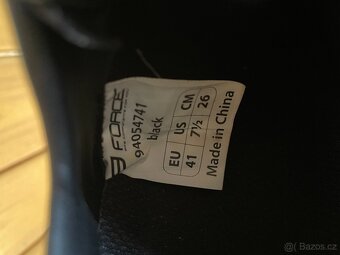 FORCE
94054741
black
EU US CM
41 7½ 26
Made in China
© Bazos.cz